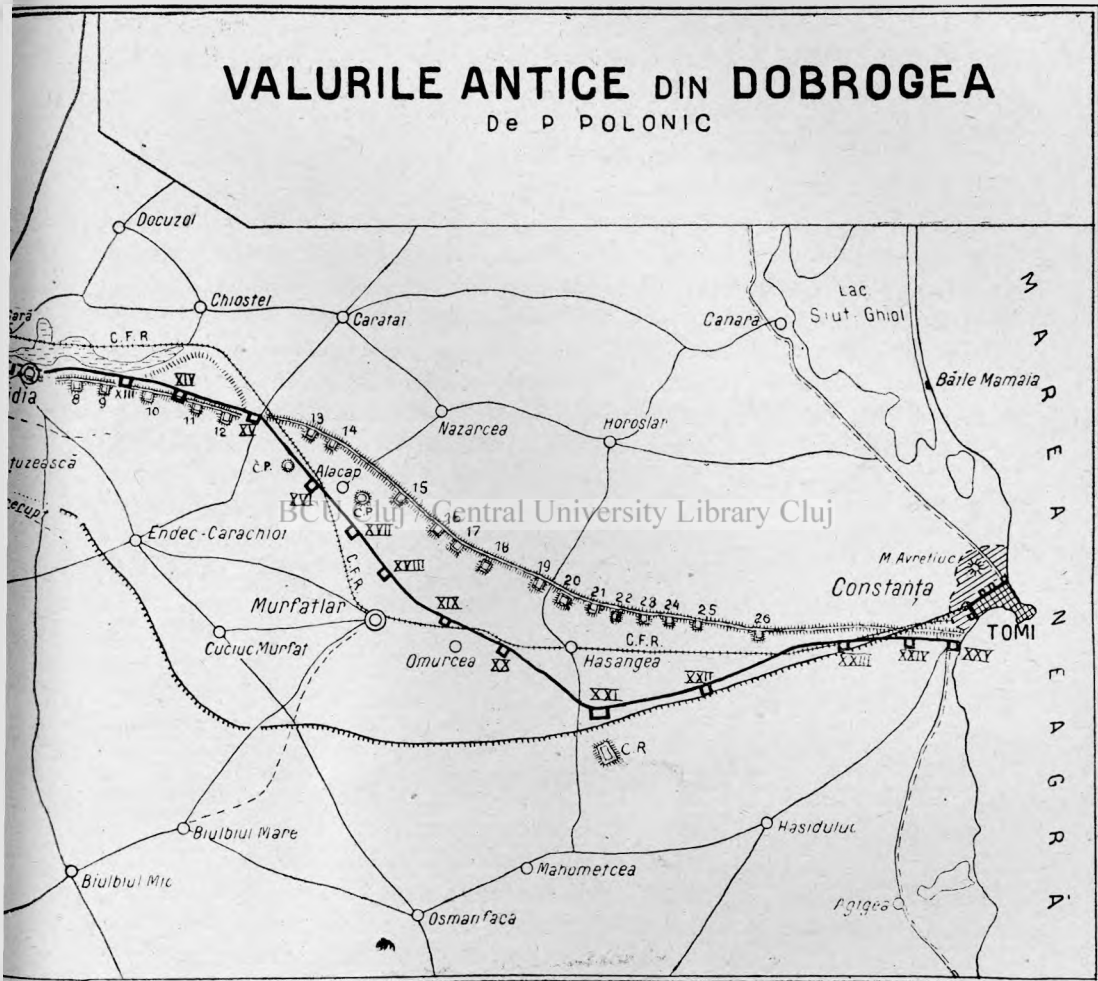 VALURILE ANTICE DIN DOBROGEA
De P POLONIC
Docuzol
Chiostel
Caratai
C.F.R.
Canara
LAC
Siut-Ghiol
Băile Mamaia
MAREA NEAGRĂ
8
9
XIII
10
XIV
11
12
XV
13
14
Nazarcea
Horoslar
Č.P.
Alacap
C.P.
XVI
15
16
17
18
XVII
BCU Cluj / Central University Library Cluj
Endec-Carachioi
XVIII
C.F.R.
19
20
21
22
23
24
25
26
M. Avretiuc
Constanța
TOMI
Murfatlar
XIX
Cuciuc Murfat
Omurcea
XX
Hasangea
C.F.R.
XXIII
XXIV
XXV
XXI
XXII
C.R
Biulbiul Mare
Hasiduluc
Biulbiul Mic
Mahometcea
Osmanfaca
Agigea